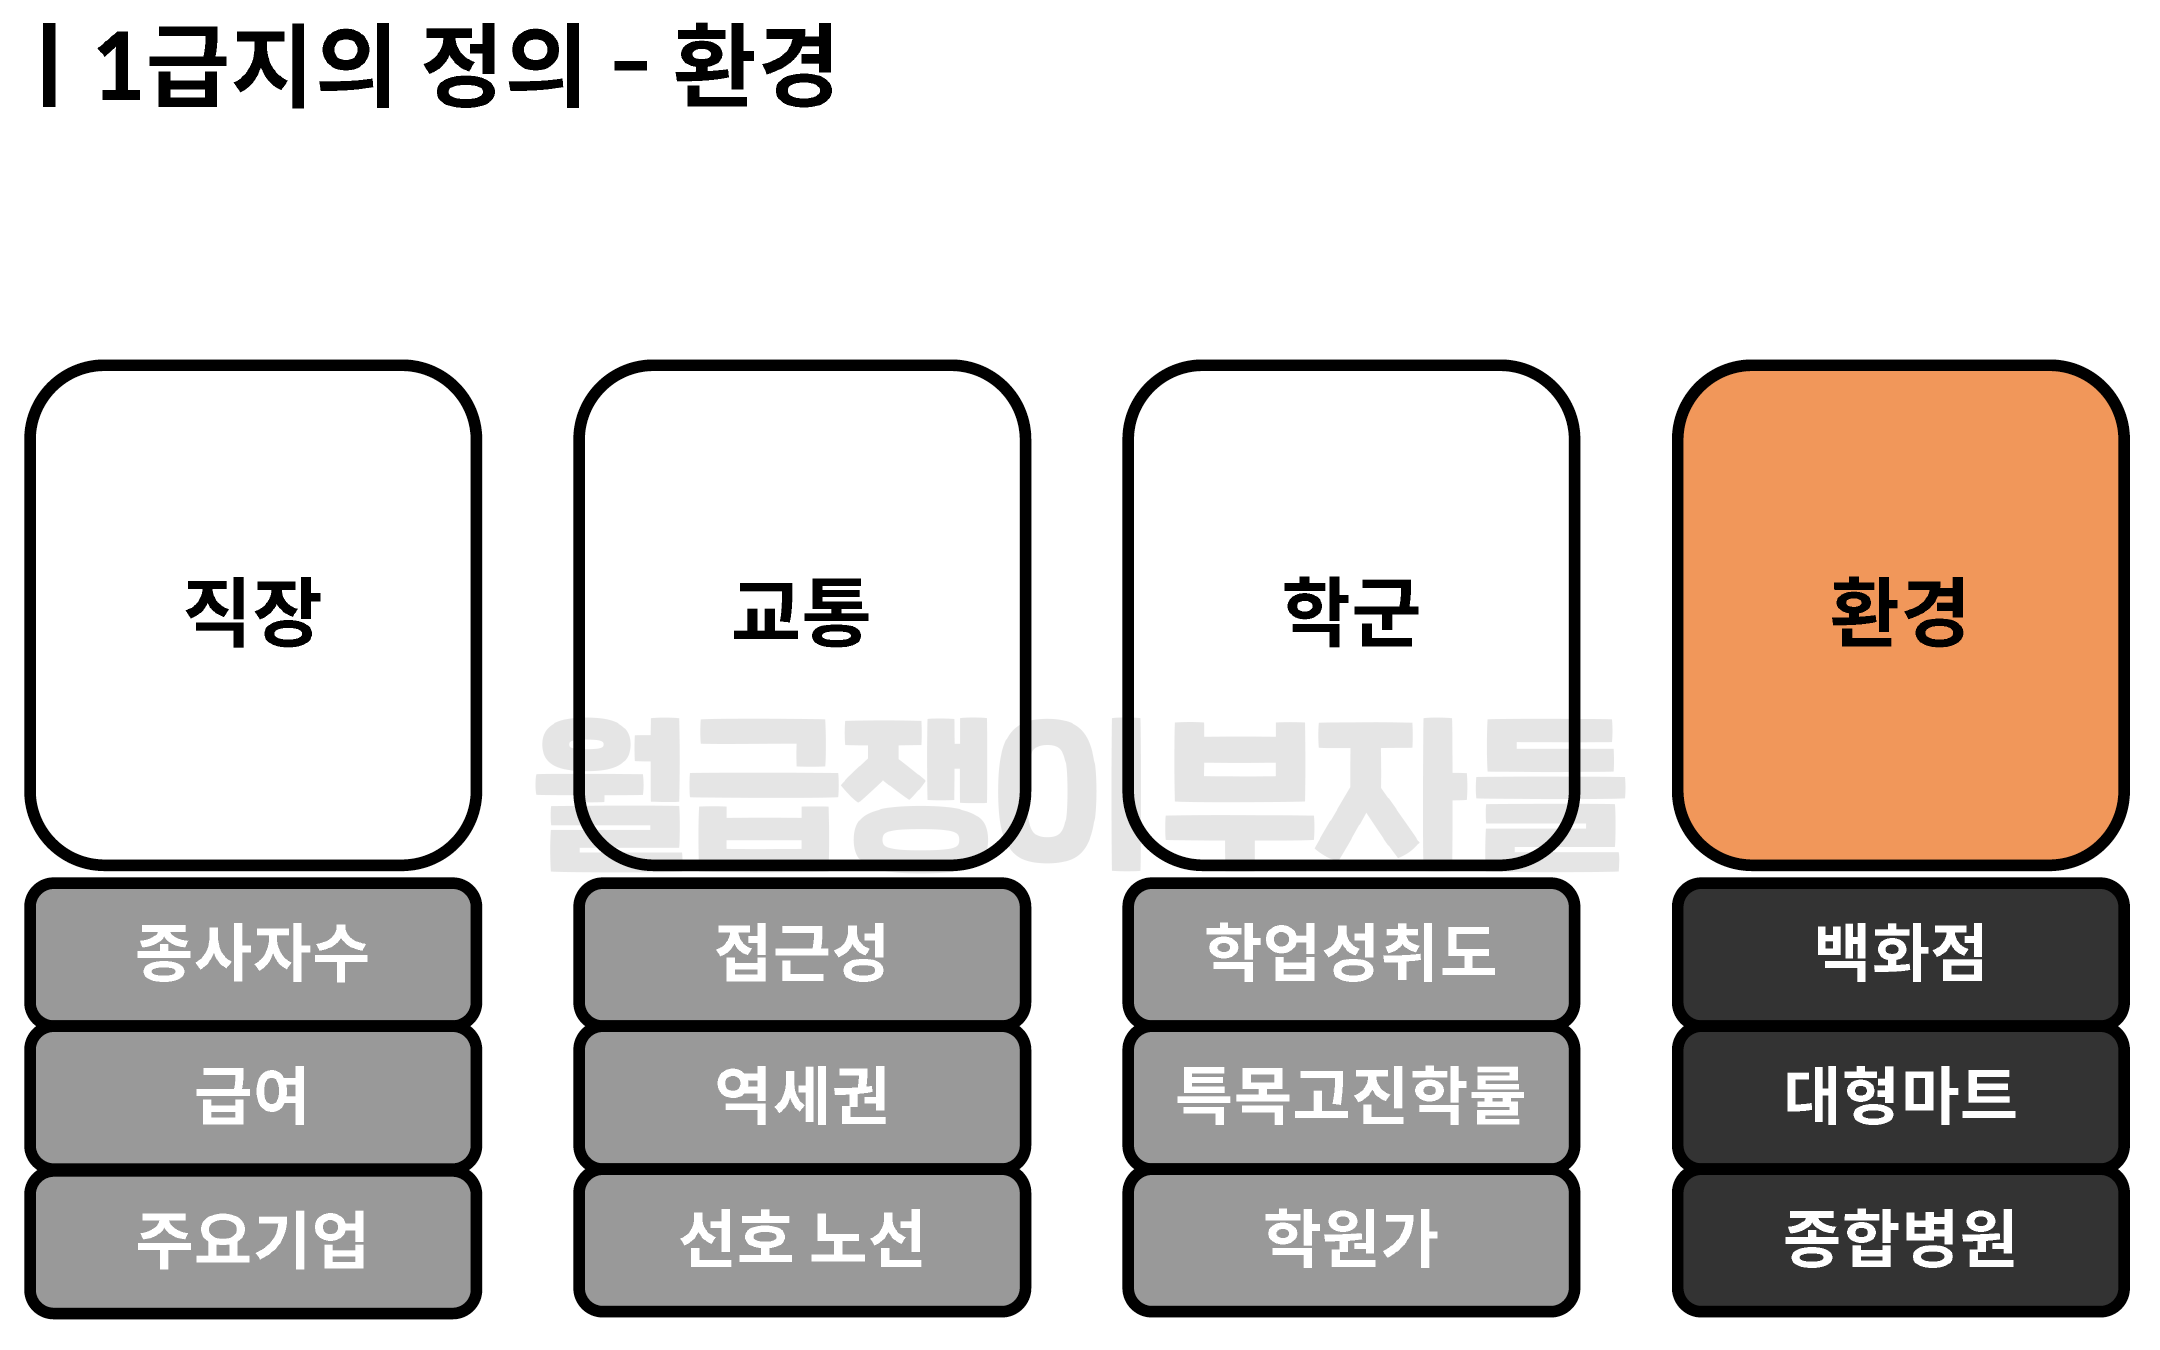 | 1급지의 정의 - 환경
직장
교통
학군
환경
월급쟁이부자들
종사자수
접근성
학업성취도
백화점
급여
역세권
특목고진학률
대형마트
주요기업
선호 노선
학원가
종합병원